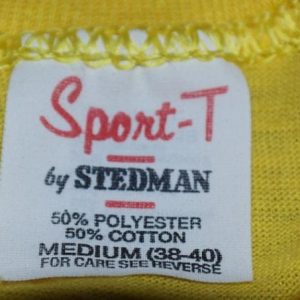 Sport-T
by STEDMAN
50% POLYESTER
50% COTTON
MEDIUM (38-40)
FOR CARE SEE REVERSE